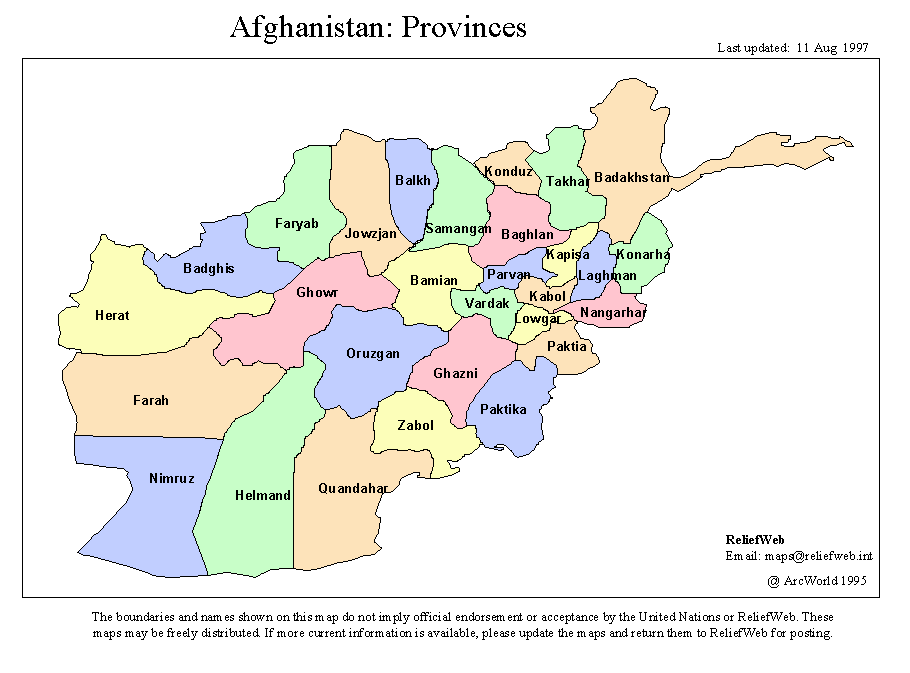 Afghanistan: Provinces
Last updated: 11 Aug 1997
Konduz
Takhar
Badakhstan
Balkh
Faryab
Jowzjan
Samangan
Baghlan
Kapisa
Konarha
Badghis
Parvan
Laghman
Bamian
Ghowr
Vardak
Kabol
Herat
Lowgar
Nangarhar
Oruzgan
Paktia
Ghazni
Farah
Paktika
Zabol
Nimruz
Helmand
Quandahar
ReliefWeb
Email: maps@reliefweb.int
@ ArcWorld 1995
The boundaries and names shown on this map do not imply official endorsement or acceptance by the United Nations or ReliefWeb. These
maps may be freely distributed. If more current information is available, please update the maps and return them to ReliefWeb for posting.